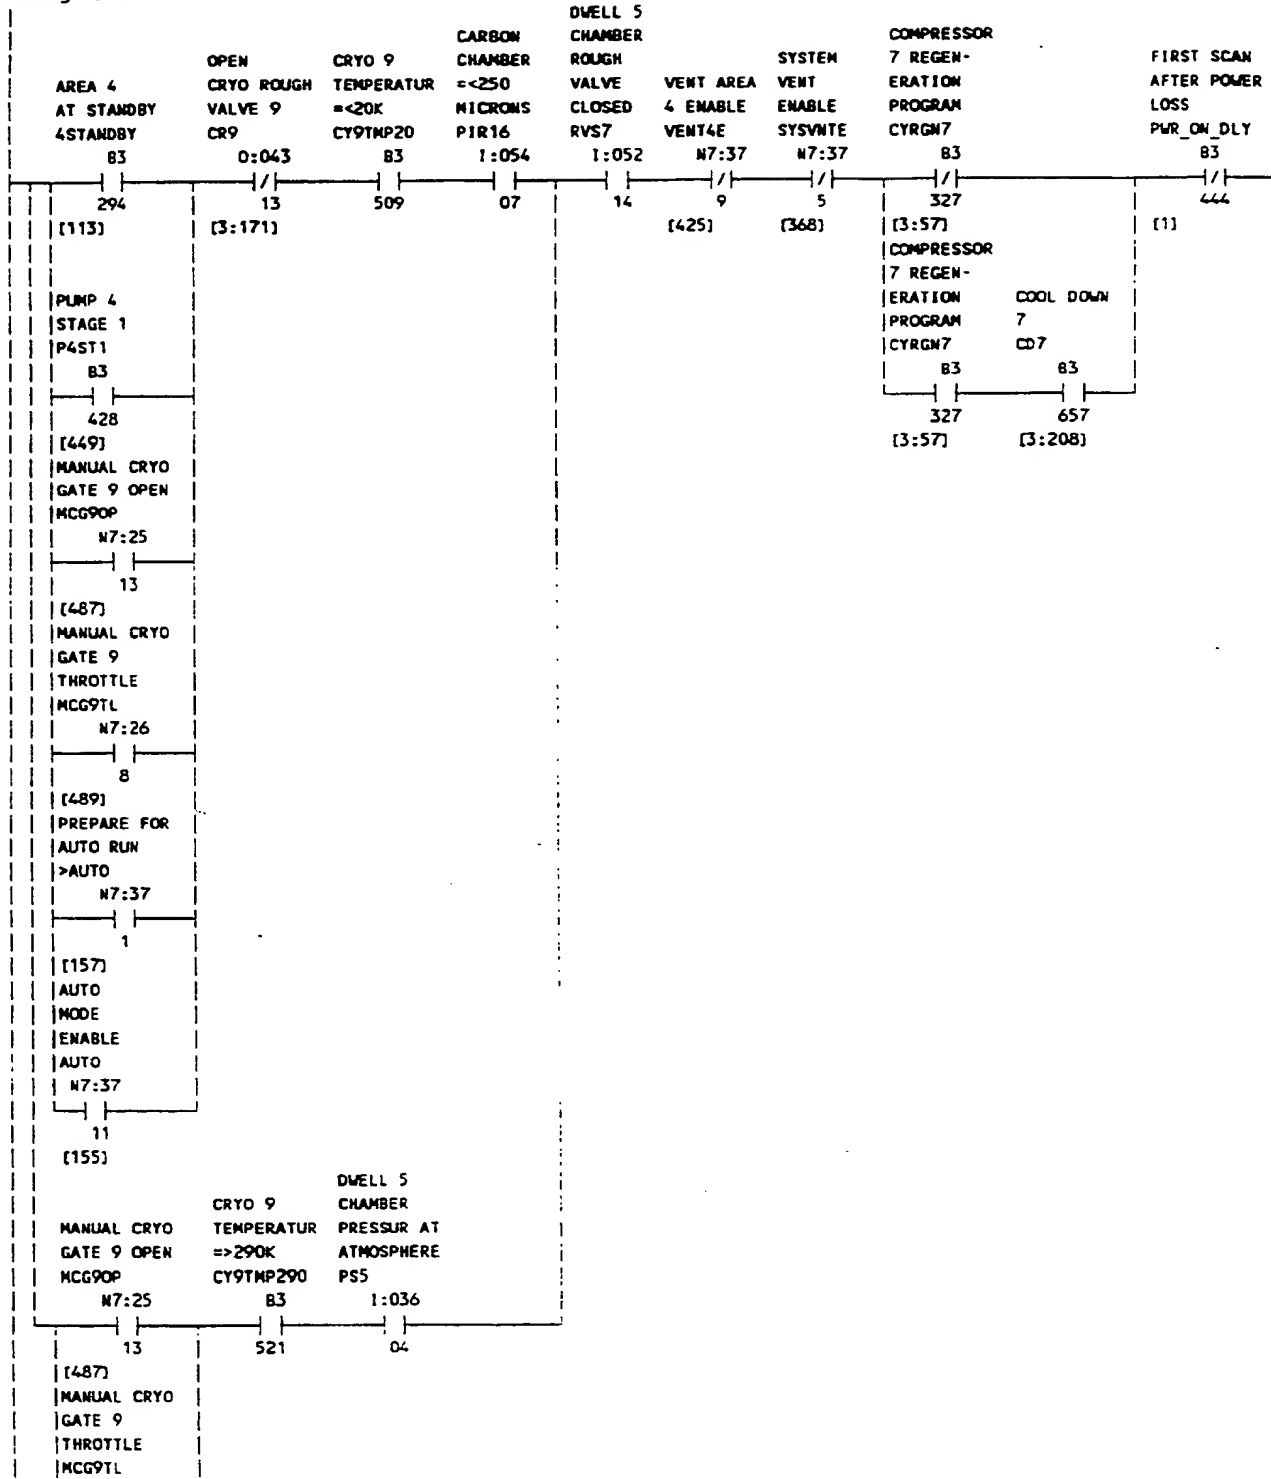 DWELL 5
CARBON CHAMBER COMPRESSOR
OPEN CRYO 9 CHAMBER ROUGH SYSTEM 7 REGEN- FIRST SCAN
AREA 4 CRYO ROUGH TEMPERATUR =<250 VALVE VENT AREA VENT ERATION AFTER POWER
AT STANDBY VALVE 9 =<20K MICRONS CLOSED 4 ENABLE ENABLE PROGRAM LOSS
4STANDBY CR9 CY9TMP20 PIR16 RVS7 VENT4E SYSVNTE CYRGN7 PWR_ON_DLY
B3 O:043 B3 I:054 I:052 N7:37 N7:37 B3 B3
294 13 509 07 14 9 5 327 444
[113] [3:171] [425] [368] [3:57] [1]
COMPRESSOR
7 REGEN-
PUMP 4 ERATION COOL DOWN
STAGE 1 PROGRAM 7
P4ST1 CYRGN7 CD7
B3 B3 B3
428 327 657
[449] [3:57] [3:208]
MANUAL CRYO
GATE 9 OPEN
MCG9OP
N7:25
13
[487]
MANUAL CRYO
GATE 9
THROTTLE
MCG9TL
N7:26
8
[489]
PREPARE FOR
AUTO RUN
>AUTO
N7:37
1
[157]
AUTO
MODE
ENABLE
AUTO
N7:37
11
[155]
DWELL 5
CRYO 9 CHAMBER
MANUAL CRYO TEMPERATUR PRESSUR AT
GATE 9 OPEN =>290K ATMOSPHERE
MCG9OP CY9TMP290 PS5
N7:25 B3 I:036
13 521 04
[487]
MANUAL CRYO
GATE 9
THROTTLE
MCG9TL